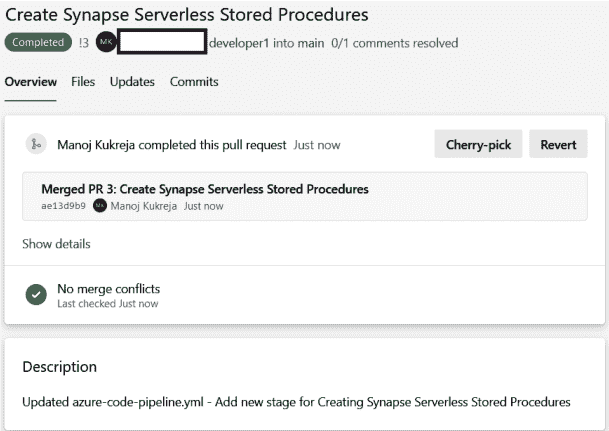 Create Synapse Serverless Stored Procedures
Completed !3 MK developer1 into main 0/1 comments resolved
Overview Files Updates Commits
Manoj Kukreja completed this pull request Just now Cherry-pick Revert
Merged PR 3: Create Synapse Serverless Stored Procedures
ae13d9b9 MK Manoj Kukreja Just now
Show details
No merge conflicts
Last checked Just now
Description
Updated azure-code-pipeline.yml - Add new stage for Creating Synapse Serverless Stored Procedures